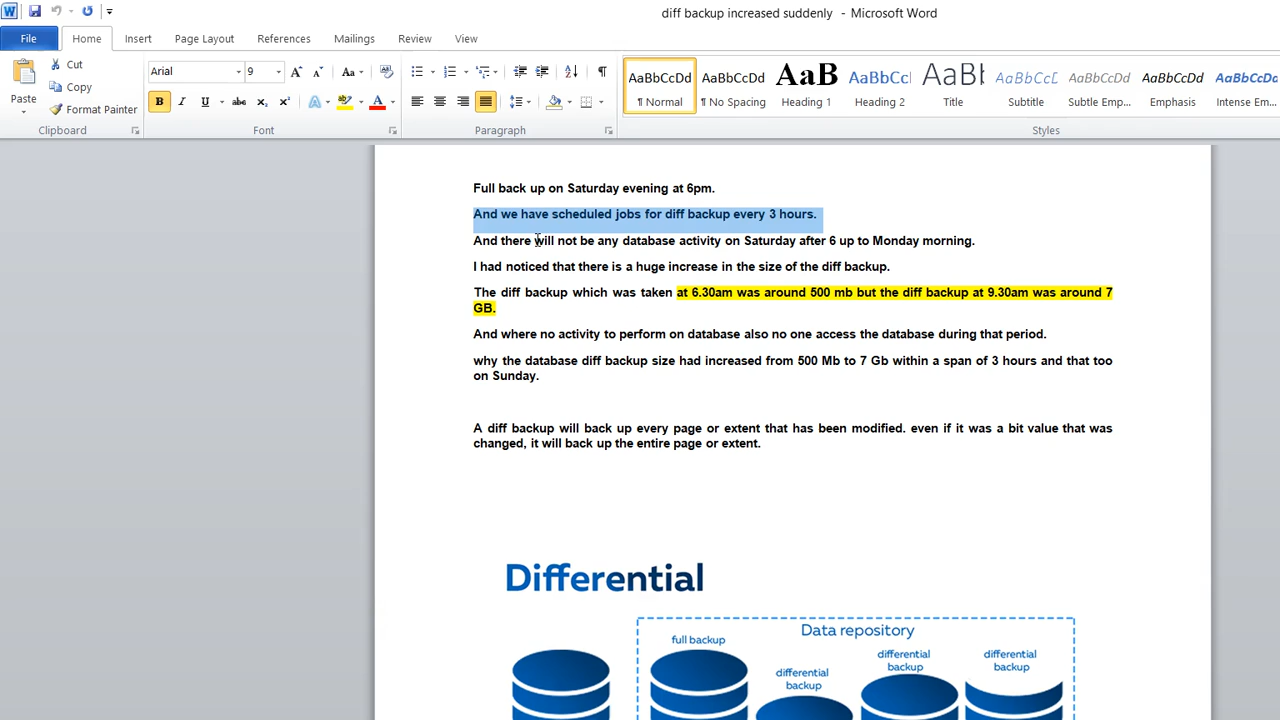 diff backup increased suddenly - Microsoft Word
File Home Insert Page Layout References Mailings Review View
Paste
Cut
Copy
Format Painter
Clipboard
Arial 9
Font
Paragraph
AaBbCcDd AaBbCcDd AaB AaBbCc AaB AaBbCcD AaBbCcDd AaBbCcDd AaBbCcD
¶ Normal ¶ No Spacing Heading 1 Heading 2 Title Subtitle Subtle Emp... Emphasis Intense Em...
Styles
Full back up on Saturday evening at 6pm.
And we have scheduled jobs for diff backup every 3 hours.
And there will not be any database activity on Saturday after 6 up to Monday morning.
I had noticed that there is a huge increase in the size of the diff backup.
The diff backup which was taken at 6.30am was around 500 mb but the diff backup at 9.30am was around 7
GB.
And where no activity to perform on database also no one access the database during that period.
why the database diff backup size had increased from 500 Mb to 7 Gb within a span of 3 hours and that too
on Sunday.
A diff backup will back up every page or extent that has been modified. even if it was a bit value that was
changed, it will back up the entire page or extent.
Differential
Data repository
full backup
differential
backup
differential
backup
differential
backup